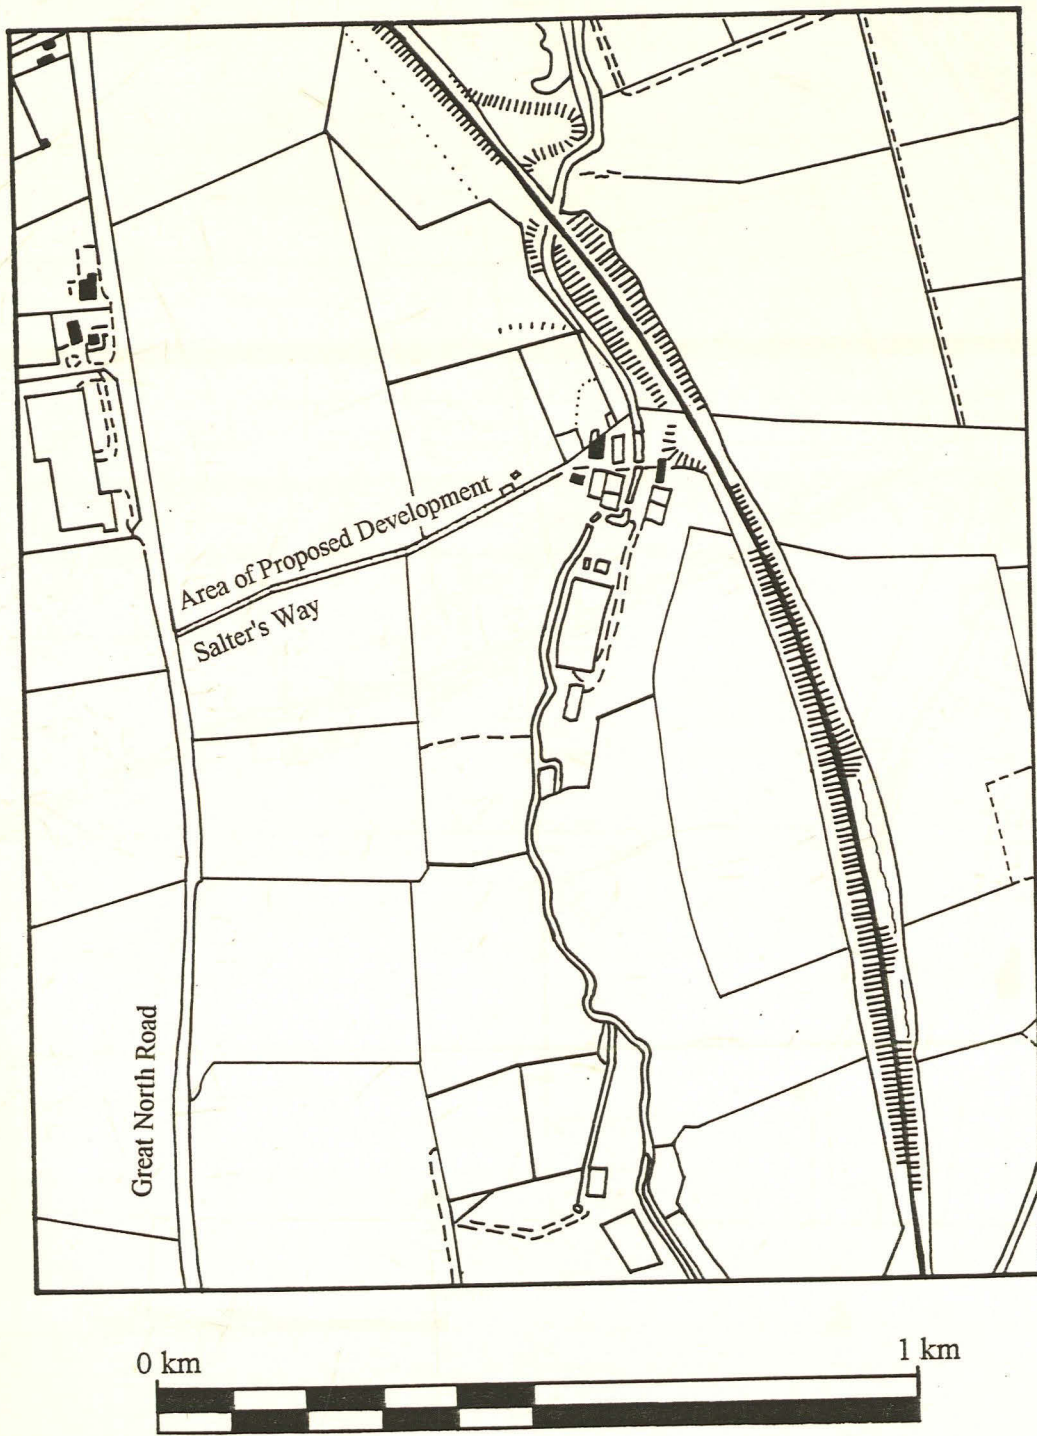 Area of Proposed Development
Salter's Way
Great North Road
0 km
1 km